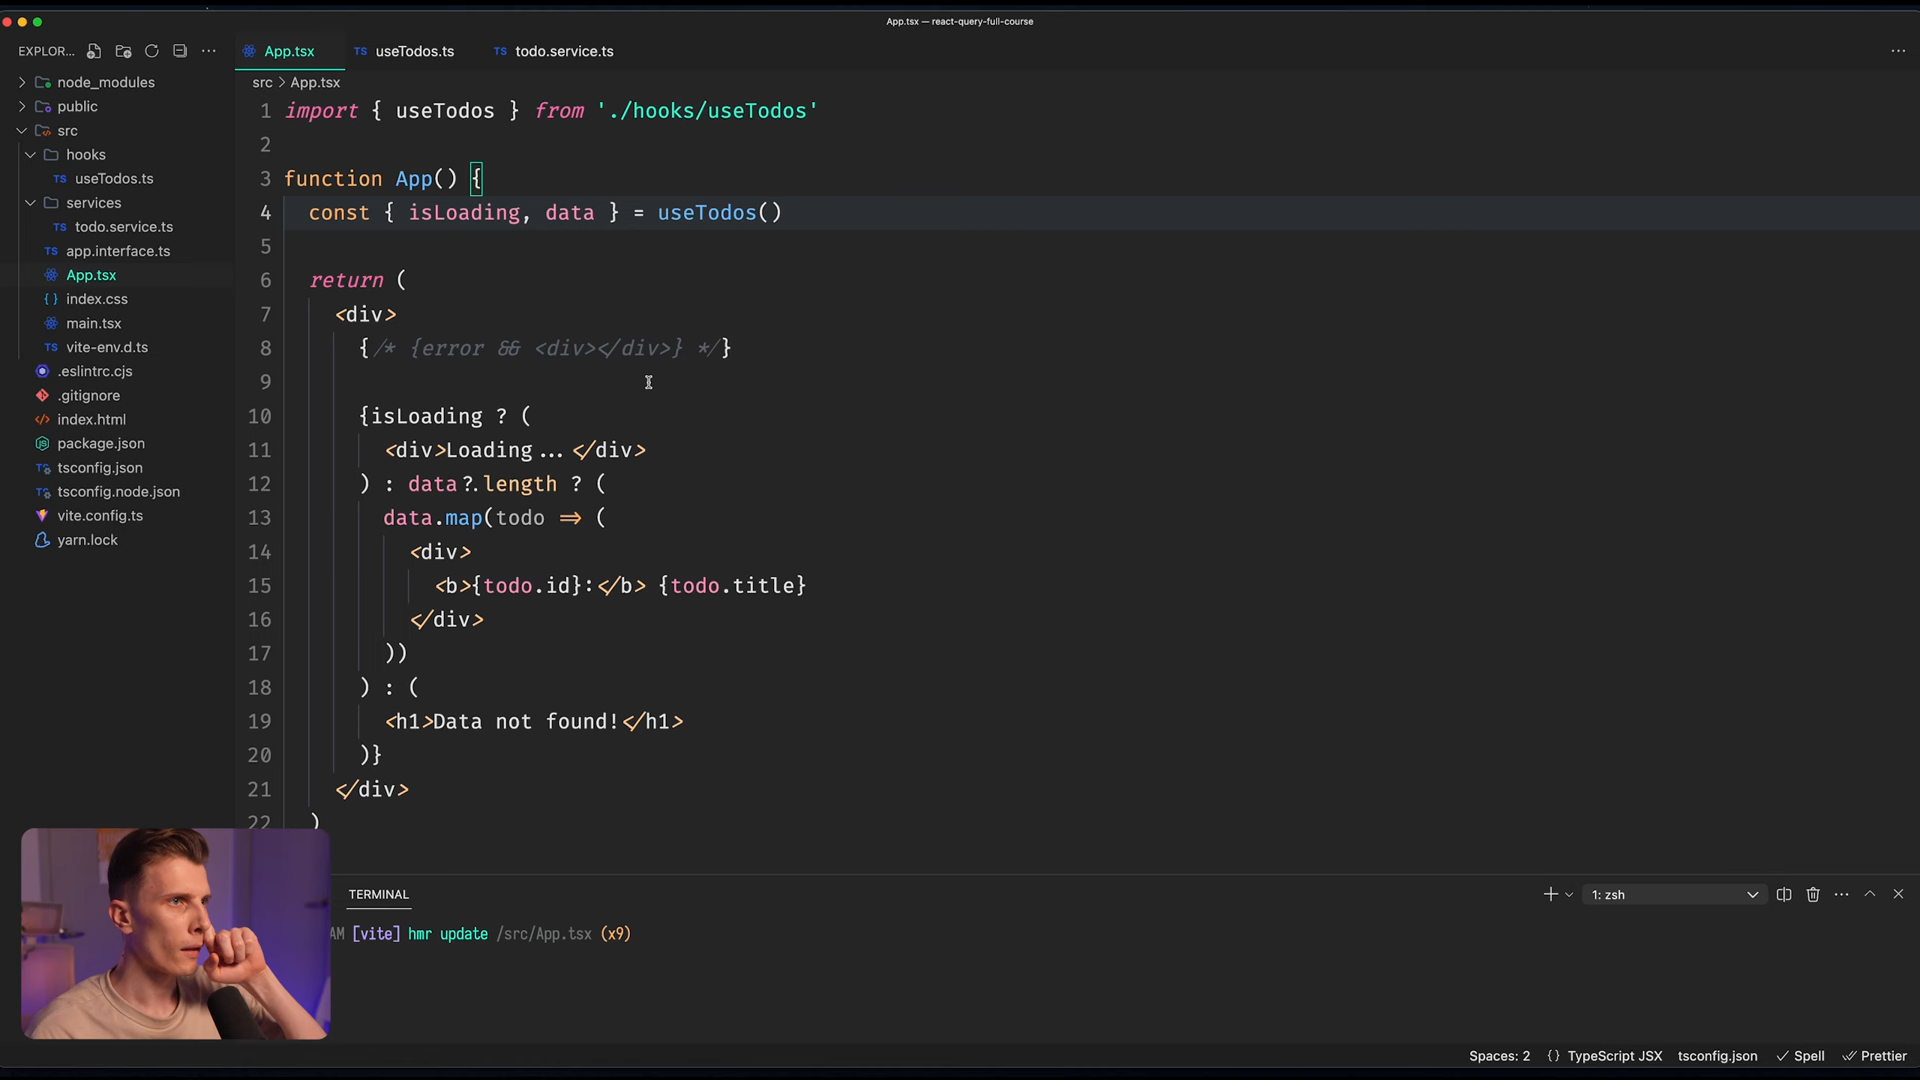 App.tsx — react-query-full-course
EXPLOR...
App.tsx
useTodos.ts
todo.service.ts
node_modules
public
src
hooks
useTodos.ts
services
todo.service.ts
app.interface.ts
App.tsx
index.css
main.tsx
vite-env.d.ts
.eslintrc.cjs
.gitignore
index.html
package.json
tsconfig.json
tsconfig.node.json
vite.config.ts
yarn.lock
src > App.tsx
1 import { useTodos } from './hooks/useTodos'
2
3 function App() {
4 const { isLoading, data } = useTodos()
5
6 return (
7 <div>
8 {/* {error && <div></div>} */}
9
10 {isLoading ? (
11 <div>Loading...</div>
12 ) : data?.length ? (
13 data.map(todo => (
14 <div>
15 <b>{todo.id}:</b> {todo.title}
16 </div>
17 ))
18 ) : (
19 <h1>Data not found!</h1>
20 )}
21 </div>
22 )
TERMINAL
1: zsh
AM [vite] hmr update /src/App.tsx (x9)
Spaces: 2
{} TypeScript JSX
tsconfig.json
Spell
Prettier